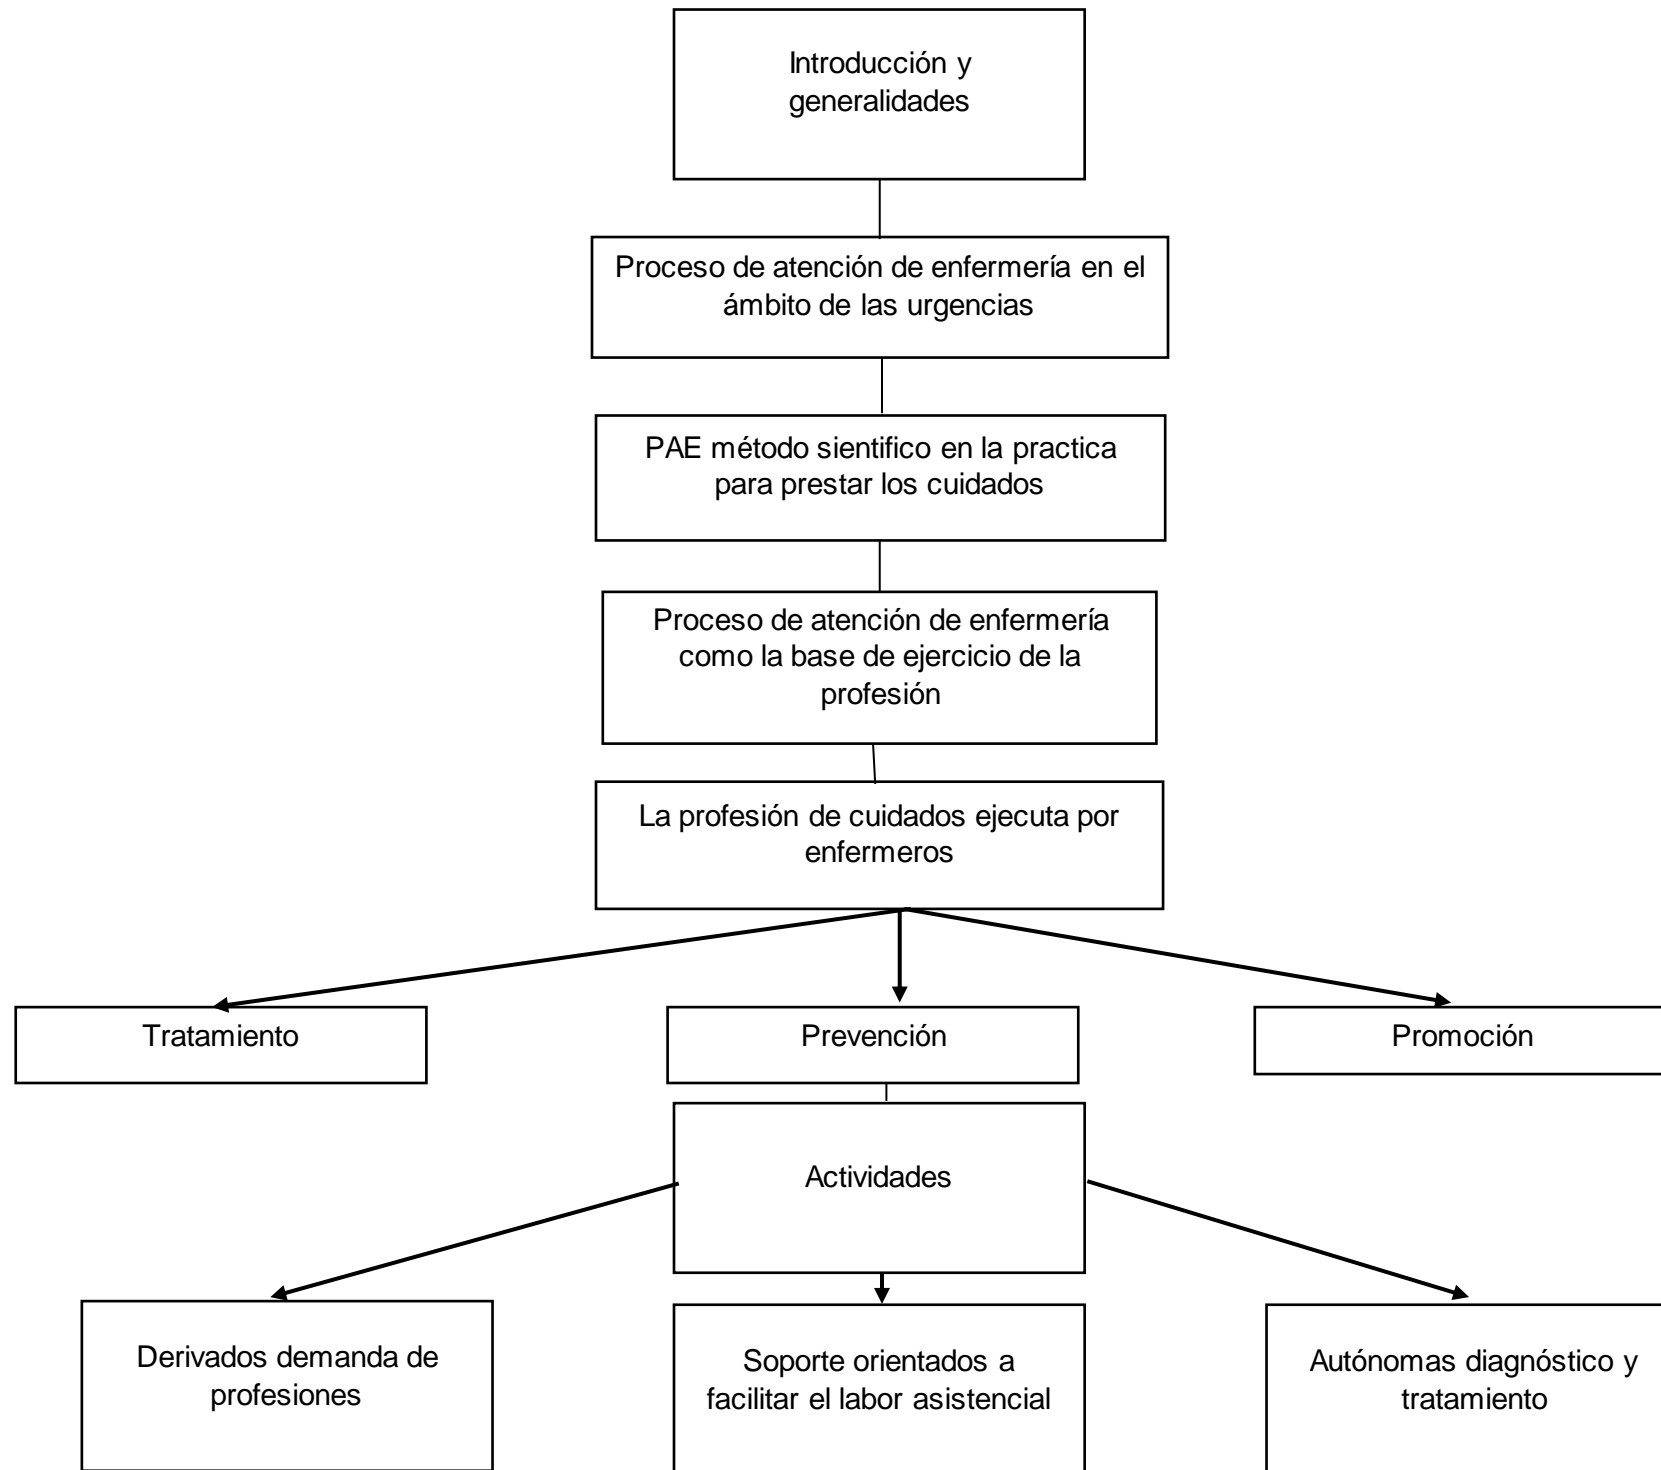 Introducción y
generalidades
Proceso de atención de enfermería en el
ámbito de las urgencias
PAE método sientifico en la practica
para prestar los cuidados
Proceso de atención de enfermería
como la base de ejercicio de la
profesión
La profesión de cuidados ejecuta por
enfermeros
Tratamiento
Prevención
Promoción
Actividades
Derivados demanda de
profesiones
Soporte orientados a
facilitar el labor asistencial
Autónomas diagnóstico y
tratamiento